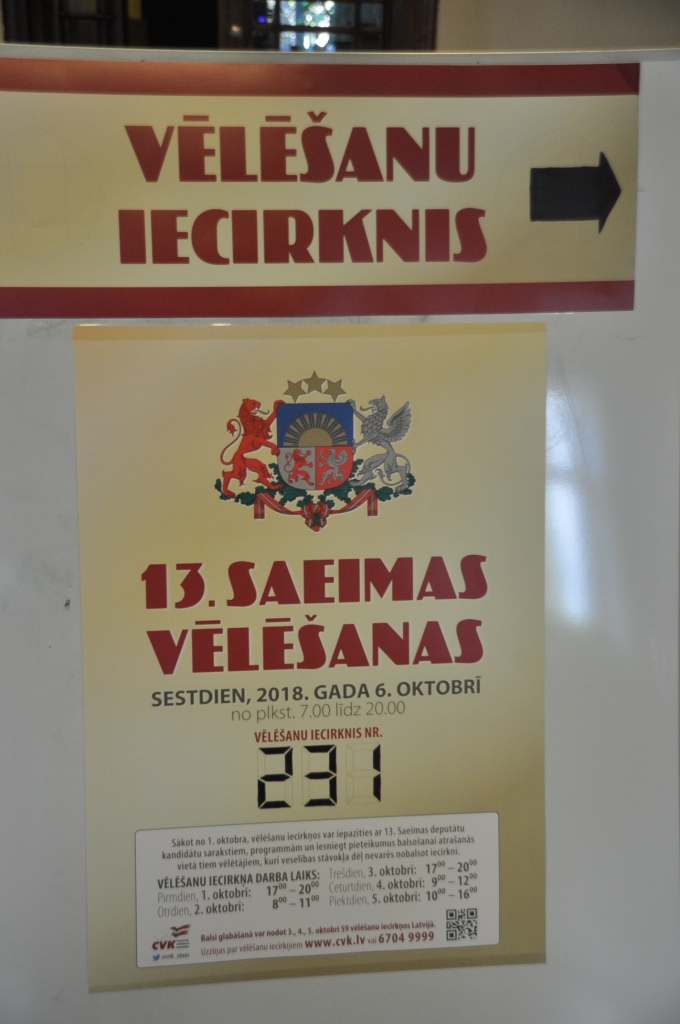 VĒLĒŠANU
IECIRKNIS
13. SAEIMAS
VĒLĒŠANAS
SESTDIEN, 2018. GADA 6. OKTOBRĪ
no plkst. 7.00 līdz 20.00
VĒLĒŠANU IECIRKNIS NR.
231
Sākot no 1. oktobra, vēlēšanu iecirkņos var iepazīties ar 13. Saeimas deputātu
kandidātu sarakstiem, programmām un iesniegt pieteikumus balsošanai atrašanās
vietā tiem vēlētājiem, kuri veselības stāvokļa dēļ nevarēs nobalsot iecirknī.
VĒLĒŠANU IECIRKŅA DARBA LAIKS:
Pirmdien, 1. oktobrī: 17⁰⁰ – 20⁰⁰
Otrdien, 2. oktobrī: 8⁰⁰ – 11⁰⁰
Trešdien, 3. oktobrī: 17⁰⁰ – 20⁰⁰
Ceturtdien, 4. oktobrī: 9⁰⁰ – 12⁰⁰
Piektdien, 5. oktobrī: 10⁰⁰ – 16⁰⁰
CVK
@cvk_zinas
Balsi glabāšanā var nodot 3., 4., 5. oktobrī 59 vēlēšanu iecirkņos Latvijā.
Uzziņas par vēlēšanu iecirkņiem www.cvk.lv vai 6704 9999